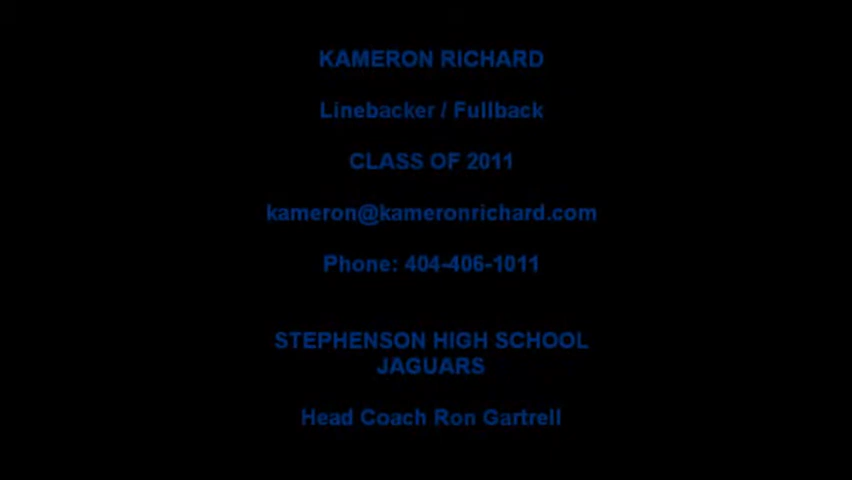 KAMERON RICHARD
Linebacker / Fullback
CLASS OF 2011
kameron@kameronrichard.com
Phone: 404-406-1011
STEPHENSON HIGH SCHOOL
JAGUARS
Head Coach Ron Gartrell